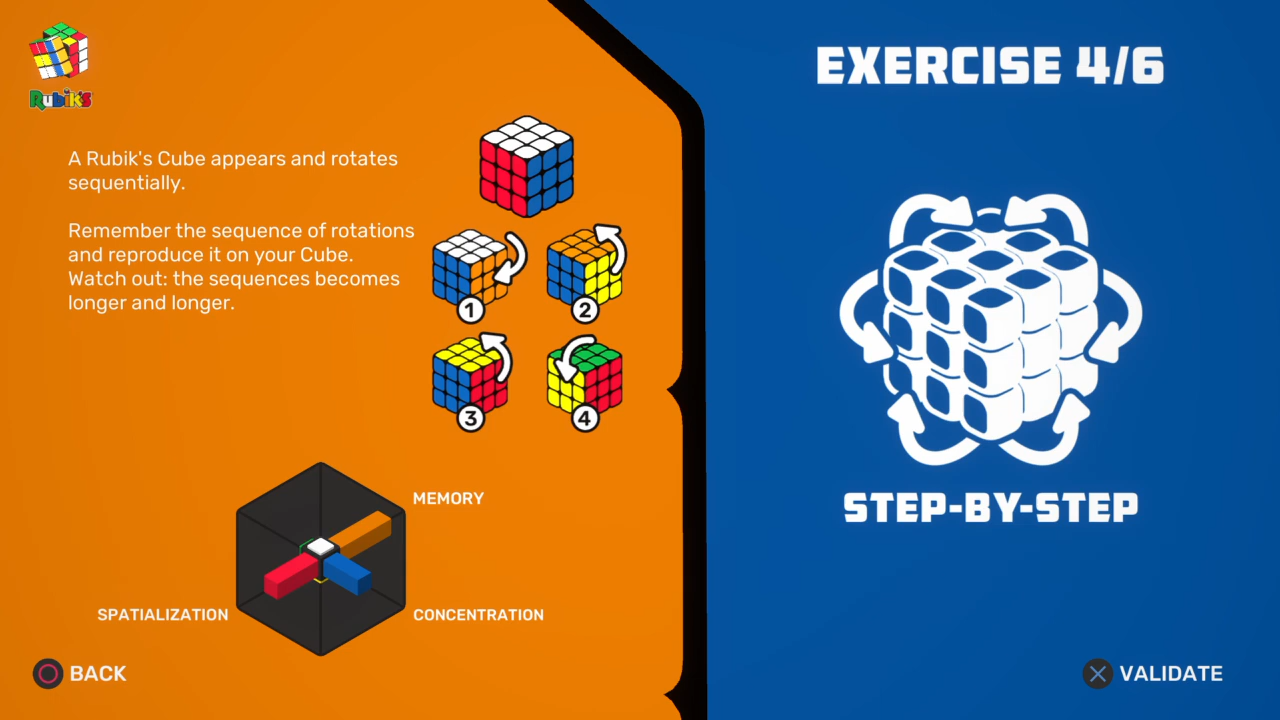 Rubik's
EXERCISE 4/6
A Rubik's Cube appears and rotates
sequentially.
Remember the sequence of rotations
and reproduce it on your Cube.
Watch out: the sequences becomes
longer and longer.
1
2
3
4
MEMORY
SPATIALIZATION
CONCENTRATION
STEP-BY-STEP
BACK
VALIDATE